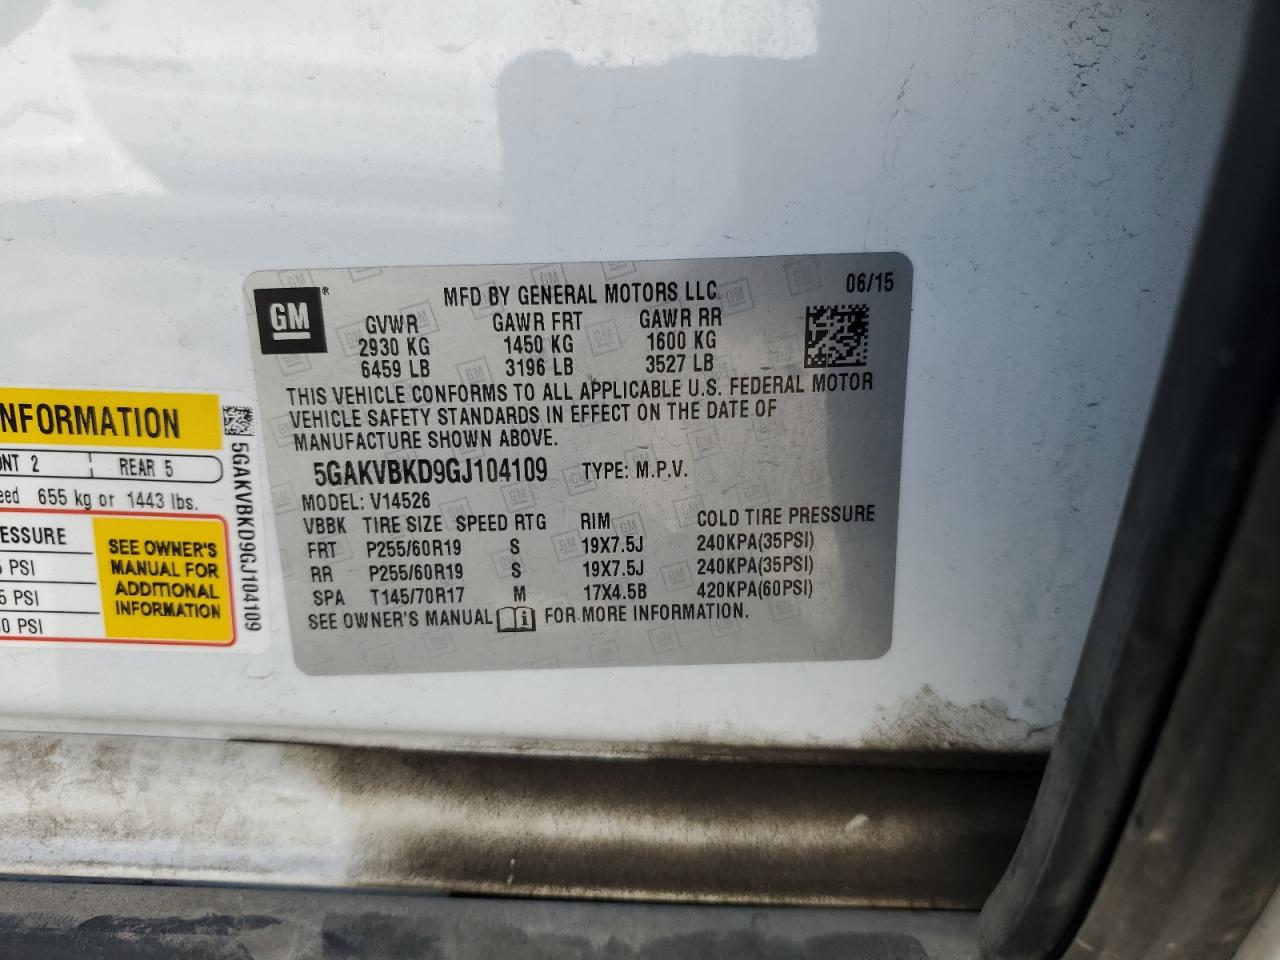 GM ®
MFD BY GENERAL MOTORS LLC 06/15
GVWR GAWR FRT GAWR RR
2930 KG 1450 KG 1600 KG
6459 LB 3196 LB 3527 LB
THIS VEHICLE CONFORMS TO ALL APPLICABLE U.S. FEDERAL MOTOR
VEHICLE SAFETY STANDARDS IN EFFECT ON THE DATE OF
MANUFACTURE SHOWN ABOVE.
5GAKVBKD9GJ104109 TYPE: M.P.V.
MODEL: V14526
VBBK TIRE SIZE SPEED RTG RIM COLD TIRE PRESSURE
FRT P255/60R19 S 19X7.5J 240KPA(35PSI)
RR P255/60R19 S 19X7.5J 240KPA(35PSI)
SPA T145/70R17 M 17X4.5B 420KPA(60PSI)
SEE OWNER'S MANUAL FOR MORE INFORMATION.
NFORMATION
NT 2 REAR 5
eed 655 kg or 1443 lbs.
ESSURE
PSI
5 PSI
0 PSI
SEE OWNER'S
MANUAL FOR
ADDITIONAL
INFORMATION
5GAKVBKD9GJ104109